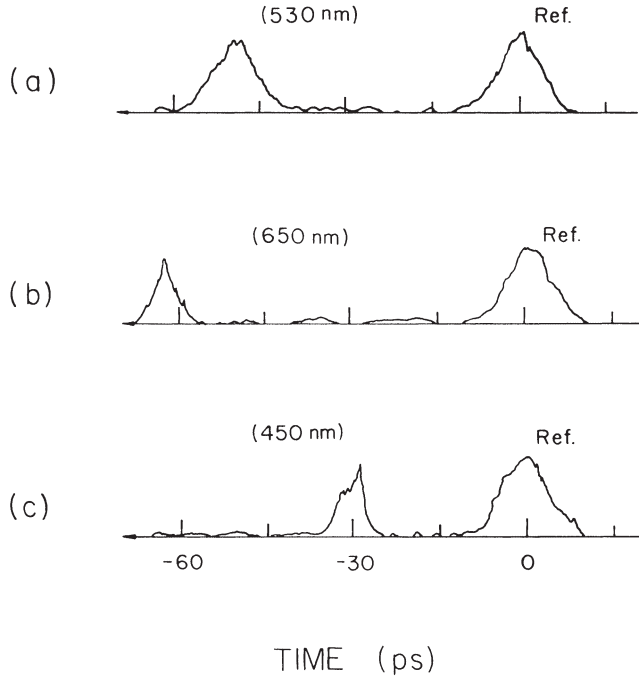 (530 nm) Ref.
(a)
(650 nm) Ref.
(b)
(450 nm) Ref.
(c)
-60 -30 0
TIME (ps)